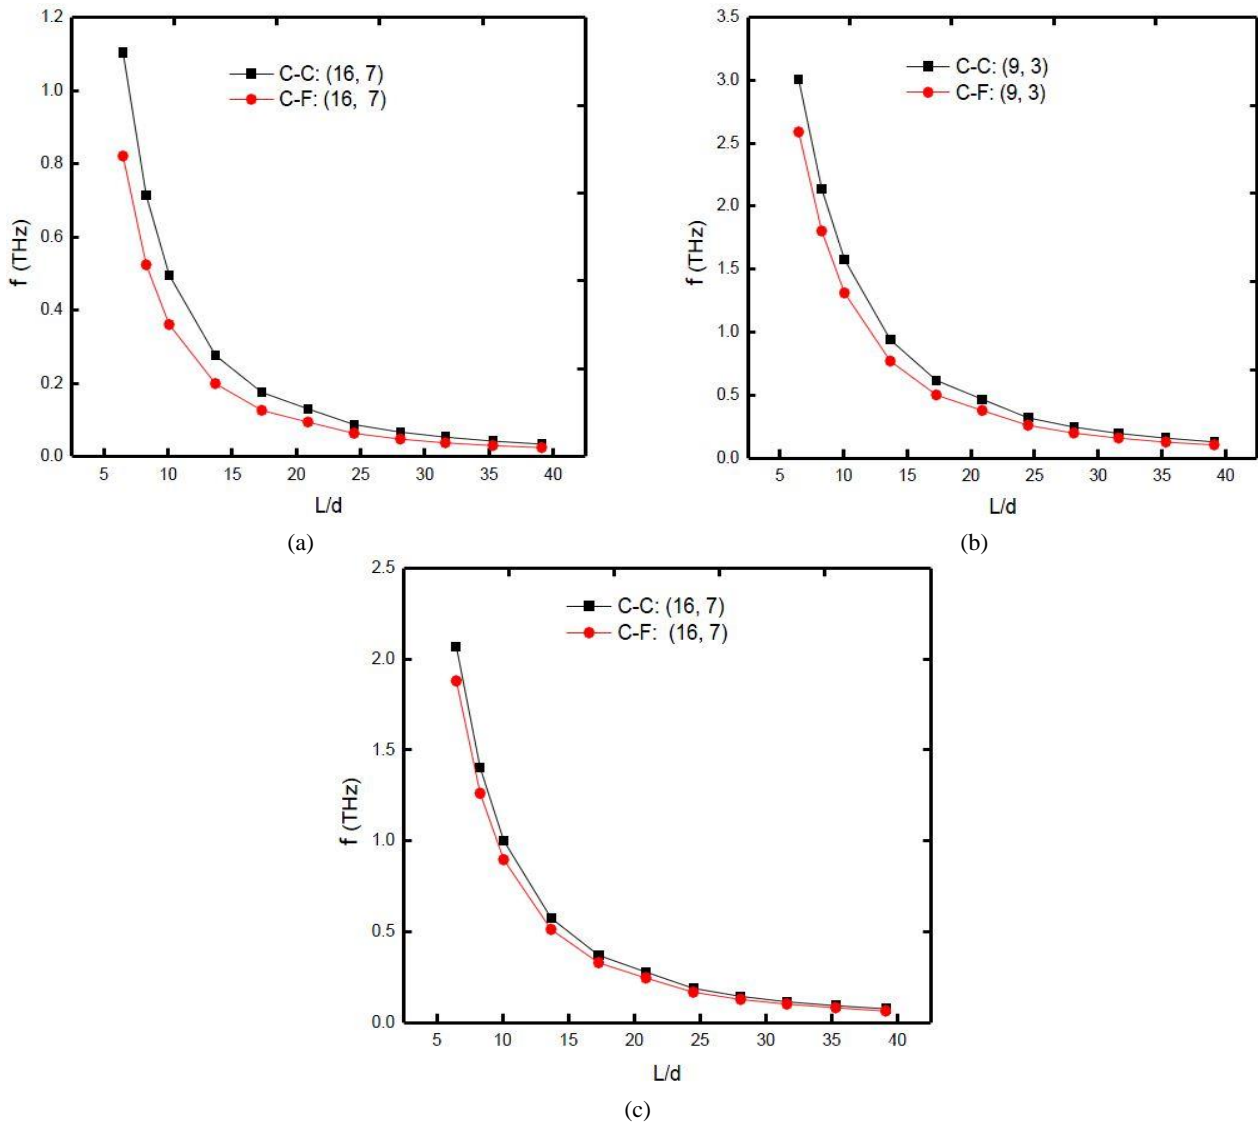 1.2
1.0
0.8
0.6
0.4
0.2
0.0
f (THz)
C-C: (16, 7)
C-F: (16, 7)
5 10 15 20 25 30 35 40
L/d
(a)
3.5
3.0
2.5
2.0
1.5
1.0
0.5
0.0
f (THz)
C-C: (9, 3)
C-F: (9, 3)
5 10 15 20 25 30 35 40
L/d
(b)
2.5
2.0
1.5
1.0
0.5
0.0
f (THz)
C-C: (16, 7)
C-F: (16, 7)
5 10 15 20 25 30 35 40
L/d
(c)